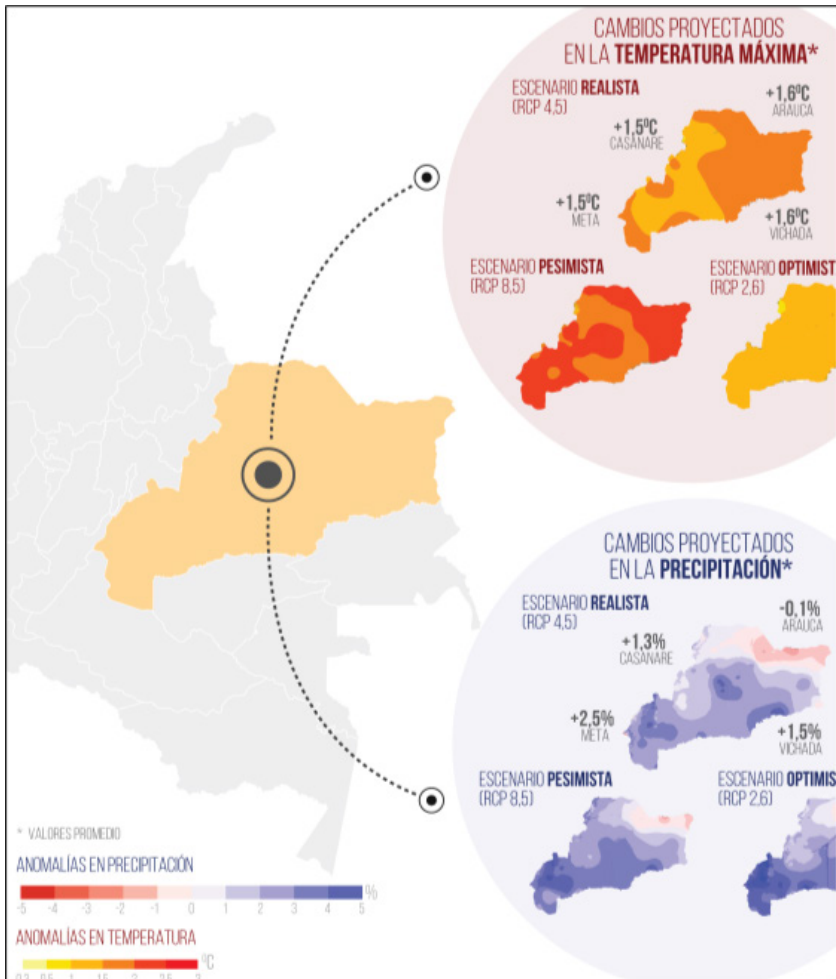 CAMBIOS PROYECTADOS
EN LA TEMPERATURA MÁXIMA*
ESCENARIO REALISTA
(RCP 4,5)
+1,6ºC
ARAUCA
+1,5ºC
CASANARE
+1,5ºC
META
+1,6ºC
VICHADA
ESCENARIO PESIMISTA
(RCP 8,5)
ESCENARIO OPTIMIST
(RCP 2,6)
CAMBIOS PROYECTADOS
EN LA PRECIPITACIÓN*
ESCENARIO REALISTA
(RCP 4,5)
-0,1%
ARAUCA
+1,3%
CASANARE
+2,5%
META
+1,5%
VICHADA
ESCENARIO PESIMISTA
(RCP 8,5)
ESCENARIO OPTIMIS
(RCP 2,6)
* VALORES PROMEDIO
ANOMALÍAS EN PRECIPITACIÓN
%
-5 -4 -3 -2 -1 0 1 2 3 4 5
ANOMALÍAS EN TEMPERATURA
ºC